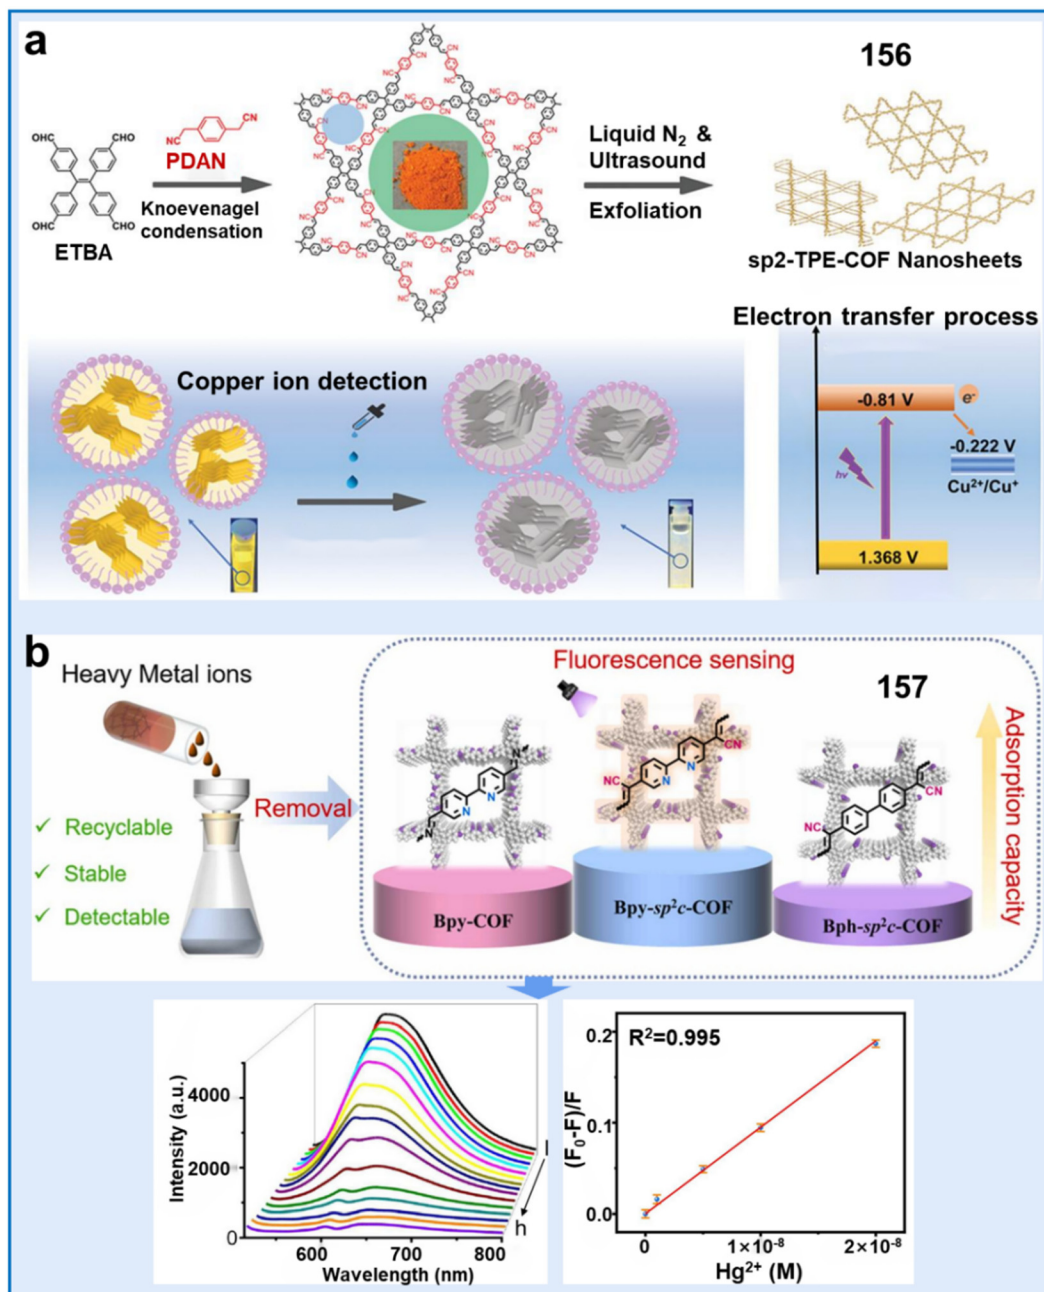 a
156
CHO
CHO
CHO
CHO
ETBA
NC
CN
PDAN
Knoevenagel
condensation
Liquid N₂ &
Ultrasound
Exfoliation
sp2-TPE-COF Nanosheets
Copper ion detection
Electron transfer process
-0.81 V
e⁻
-0.222 V
Cu²⁺/Cu⁺
hv
1.368 V
b
Heavy Metal ions
✓ Recyclable
✓ Stable
✓ Detectable
Removal
Fluorescence sensing
157
Adsorption capacity
N
N
N
N
Bpy-COF
NC
CN
N
N
Bpy-sp²c-COF
NC
CN
Bph-sp²c-COF
Intensity (a.u.)
4000
2000
0
600
700
800
Wavelength (nm)
l
h
R²=0.995
(F₀-F)/F
0.2
0.1
0.0
0
1×10⁻⁸
2×10⁻⁸
Hg²⁺ (M)